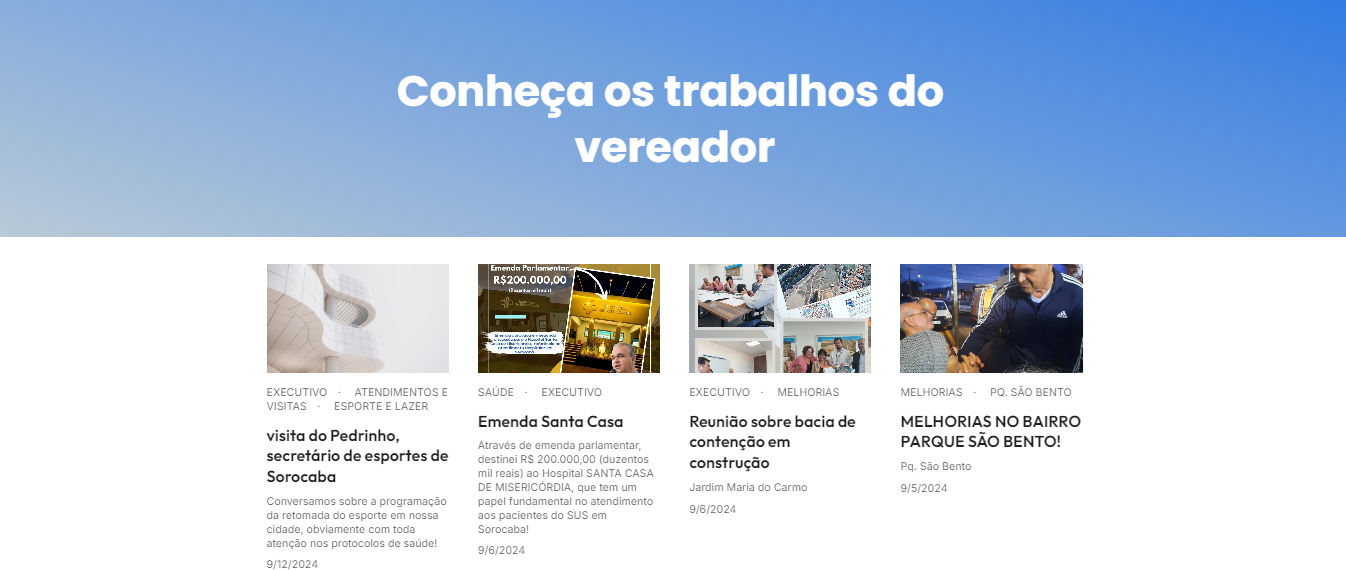 Conheça os trabalhos do
vereador
Emenda Parlamentar
R$200.000,00
(Duzentos mil reais)
EXECUTIVO · ATENDIMENTOS E
VISITAS · ESPORTE E LAZER
visita do Pedrinho,
secretário de esportes de
Sorocaba
Conversamos sobre a programação
da retomada do esporte em nossa
cidade, obviamente com toda
atenção nos protocolos de saúde!
9/12/2024
SAÚDE · EXECUTIVO
Emenda Santa Casa
Através de emenda parlamentar,
destinei R$ 200.000,00 (duzentos
mil reais) ao Hospital SANTA CASA
DE MISERICÓRDIA, que tem um
papel fundamental no atendimento
aos pacientes do SUS em
Sorocaba!
9/6/2024
EXECUTIVO · MELHORIAS
Reunião sobre bacia de
contenção em
construção
Jardim Maria do Carmo
9/6/2024
MELHORIAS · PQ. SÃO BENTO
MELHORIAS NO BAIRRO
PARQUE SÃO BENTO!
Pq. São Bento
9/5/2024